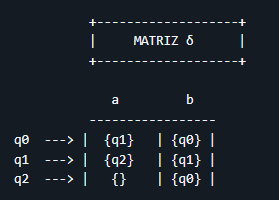 +-------------------+
|     MATRIZ δ      |
+-------------------+
a     b
-----------------
q0  ---> |  {q1}   | {q0} |
q1  ---> |  {q2}   | {q1} |
q2  ---> |   {}    | {q0} |